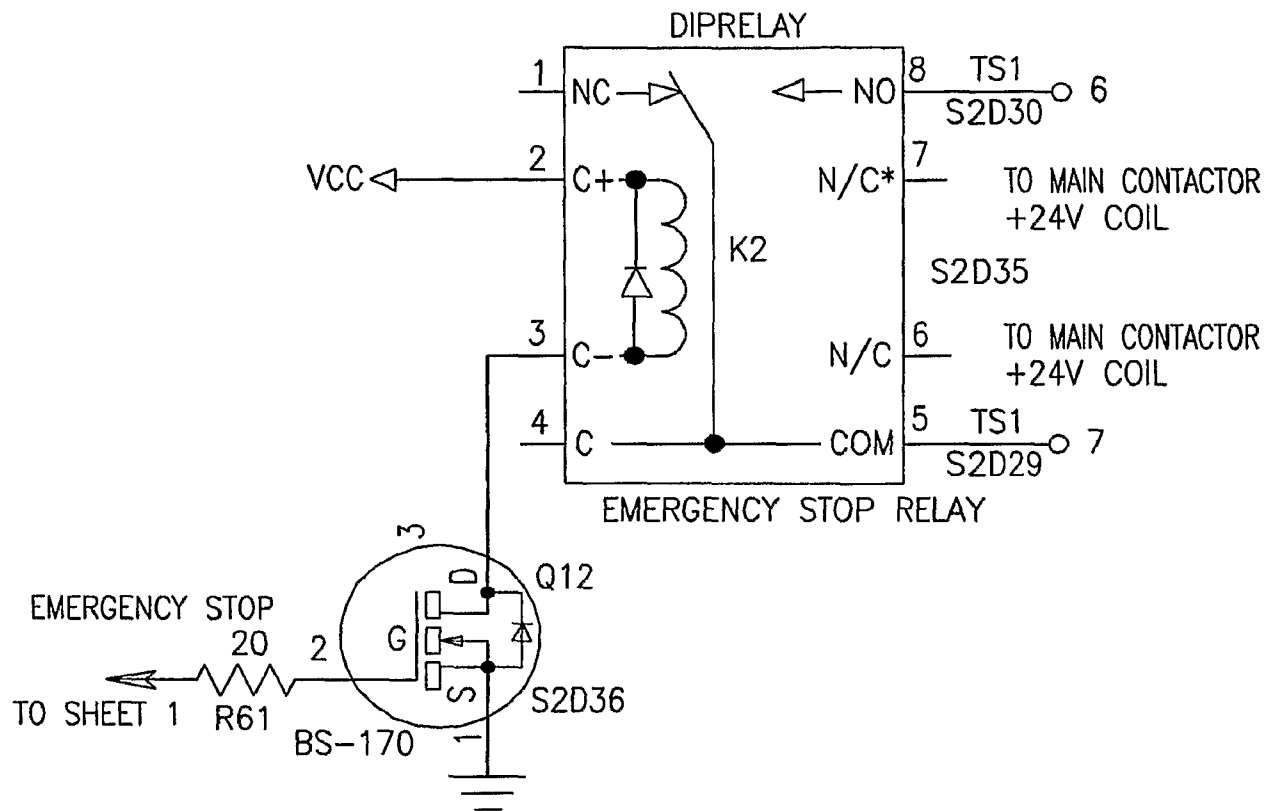 DIPRELAY
1 NC NO 8 TS1 S2D30 6
VCC 2 C+ N/C* 7 TO MAIN CONTACTOR
+24V COIL
K2 S2D35
3 C- N/C 6 TO MAIN CONTACTOR
+24V COIL
4 C COM 5 TS1 S2D29 7
EMERGENCY STOP RELAY
3
D Q12
EMERGENCY STOP
20 2 G
TO SHEET 1 R61 S S2D36
BS-170 1